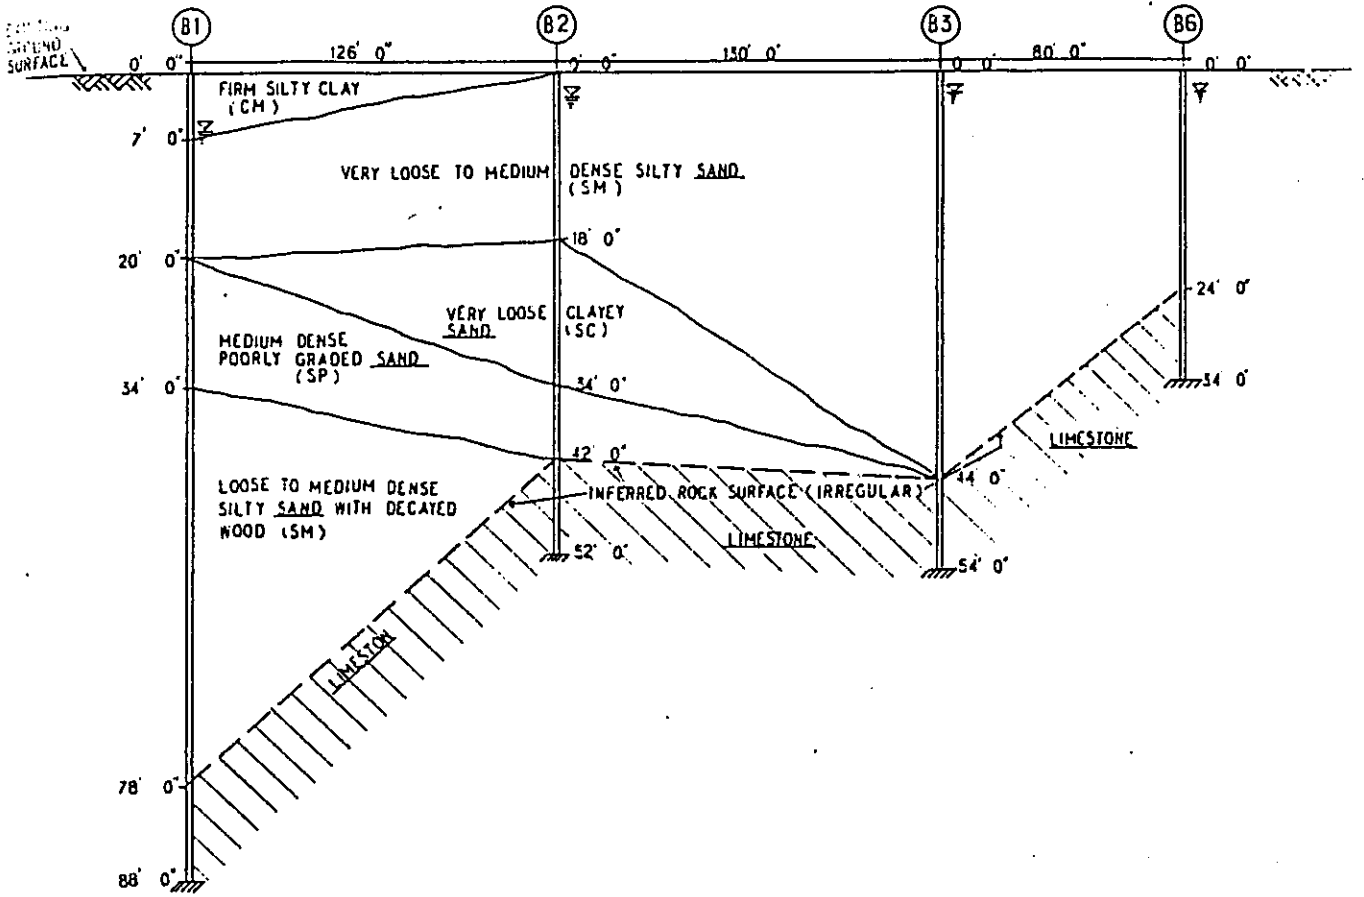 B1
B2
B3
B6
GROUND
SURFACE
126' 0"
130' 0'
80' 0"
0' 0"
0' 0"
0' 0'
0' 0'
FIRM SILTY CLAY
(CH)
7' 0"
VERY LOOSE TO MEDIUM DENSE SILTY SAND
(SM)
18' 0"
20' 0"
24' 0"
VERY LOOSE CLAYEY
SAND (SC)
MEDIUM DENSE
POORLY GRADED SAND
(SP)
34' 0"
34' 0"
34' 0"
LIMESTONE
42' 0"
44' 0"
LOOSE TO MEDIUM DENSE
SILTY SAND WITH DECAYED
WOOD (SM)
INFERRED ROCK SURFACE (IRREGULAR)
LIMESTONE
52' 0"
54' 0"
LIMESTON
78' 0"
88' 0"